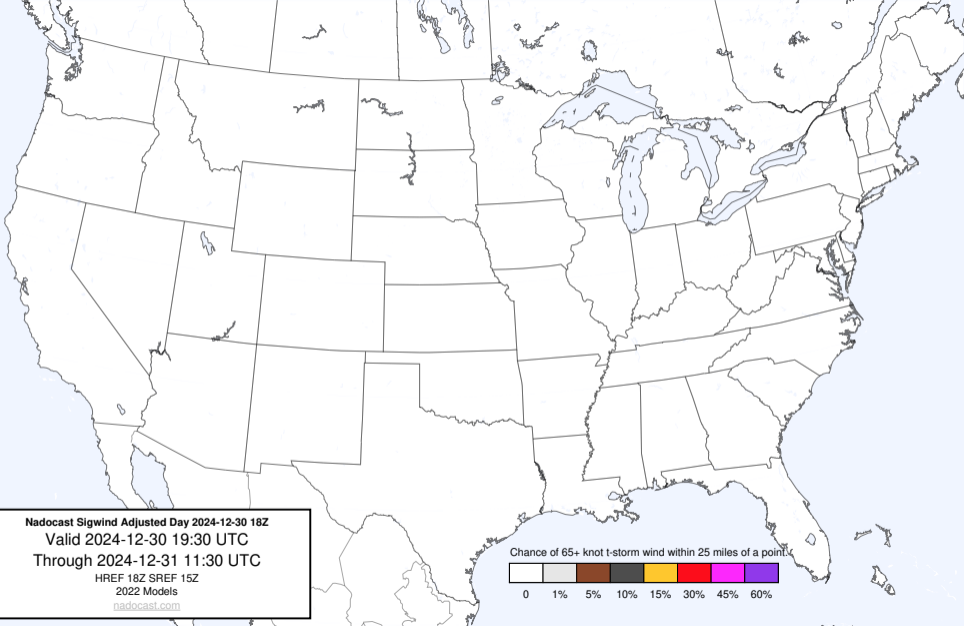 Nadocast Sigwind Adjusted Day 2024-12-30 18Z
Valid 2024-12-30 19:30 UTC
Through 2024-12-31 11:30 UTC
HREF 18Z SREF 15Z
2022 Models
nadocast.com
Chance of 65+ knot t-storm wind within 25 miles of a point.
0 1% 5% 10% 15% 30% 45% 60%